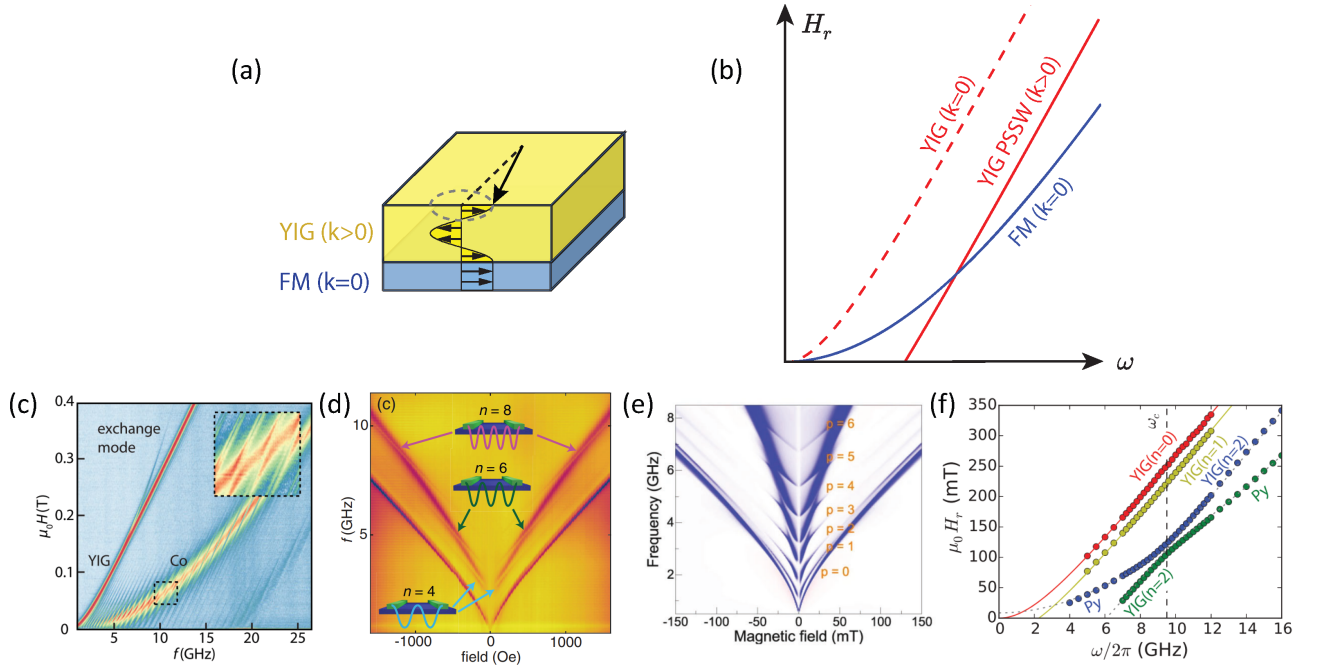 (a)
YIG (k>0)
FM (k=0)
(b)
H_r
YIG (k=0)
YIG PSSW (k>0)
FM (k=0)
ω
(c)
0.4
0.3
0.2
0.1
0
μ₀H(T)
exchange
mode
YIG
Co
5
10
15
20
25
f(GHz)
(d)
(c)
n = 8
n = 6
n = 4
10
5
f (GHz)
-1000
0
1000
field (Oe)
(e)
8
6
4
2
Frequency (GHz)
p = 6
p = 5
p = 4
p = 3
p = 2
p = 1
p = 0
-150
-100
-50
0
50
100
150
Magnetic field (mT)
(f)
350
300
250
200
150
100
50
0
μ₀H_r (mT)
ω_c
YIG(n=0)
YIG(n=1)
YIG(n=2)
Py
Py
YIG(n=2)
0
2
4
6
8
10
12
14
16
ω/2π (GHz)